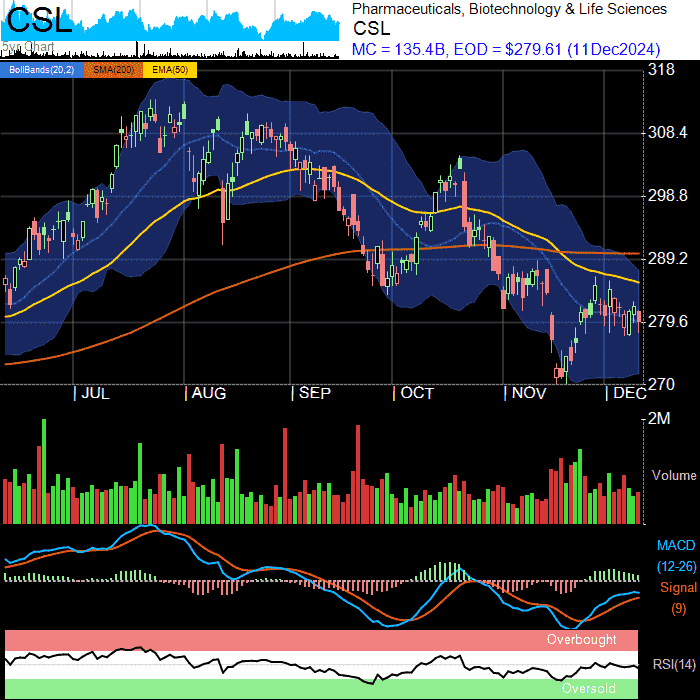 CSL
5yr Chart
Pharmaceuticals, Biotechnology & Life Sciences
CSL
MC = 135.4B, EOD = $279.61 (11Dec2024)
BollBands(20,2) SMA(200) EMA(50)
318
308.4
298.8
289.2
279.6
270
JUL AUG SEP OCT NOV DEC
2M
Volume
MACD
(12-26)
Signal
(9)
Overbought
RSI(14)
Oversold